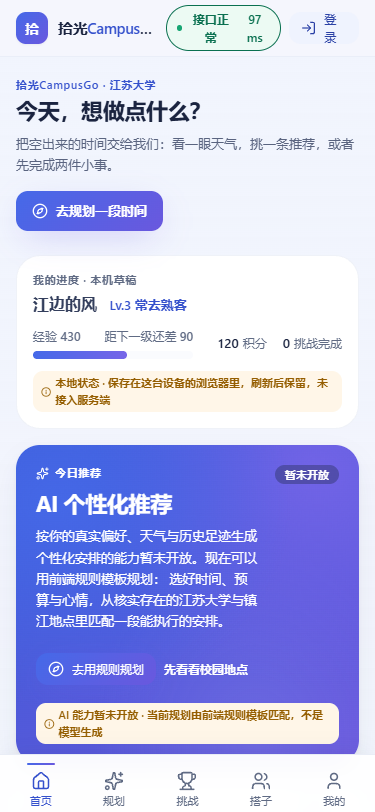 拾
拾光Campus...
接口正常
97 ms
登录
拾光CampusGo · 江苏大学
今天，想做点什么？
把空出来的时间交给我们：看一眼天气，挑一条推荐，或者
先完成两件小事。
去规划一段时间
我的进度 · 本机草稿
江边的风 Lv.3 常去熟客
经验 430 距下一级还差 90
120 积分 0 挑战完成
本地状态 · 保存在这台设备的浏览器里，刷新后保留，未
接入服务端
今日推荐
暂未开放
AI 个性化推荐
按你的真实偏好、天气与历史足迹生成
个性化安排的能力暂未开放。现在可以
用前端规则模板规划： 选好时间、预
算与心情，从核实存在的江苏大学与镇
江地点里匹配一段能执行的安排。
去用规则规划
先看看校园地点
AI 能力暂未开放 · 当前规划由前端规则模板匹配，不是
模型生成
首页 规划 挑战 搭子 我的